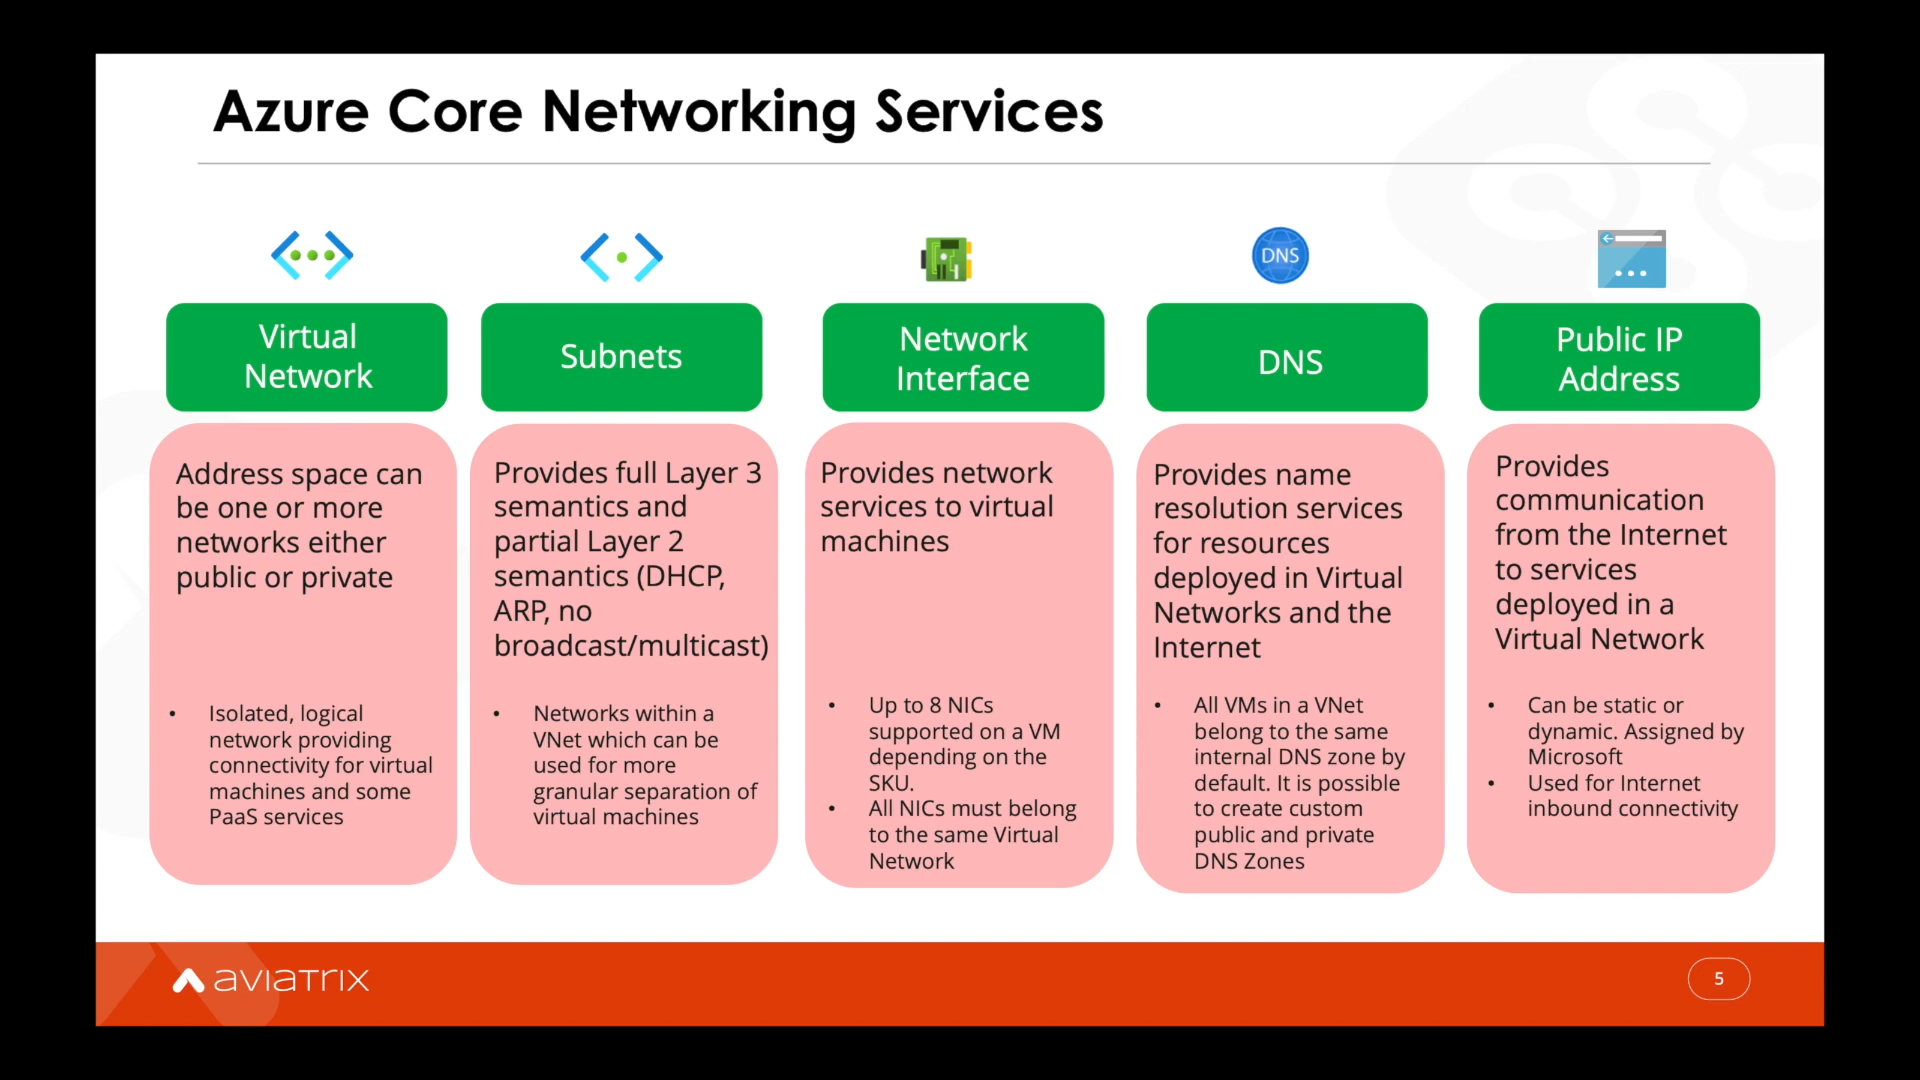 Azure Core Networking Services
DNS
Virtual
Network
Subnets
Network
Interface
DNS
Public IP
Address
Address space can
be one or more
networks either
public or private
• Isolated, logical
network providing
connectivity for virtual
machines and some
PaaS services
Provides full Layer 3
semantics and
partial Layer 2
semantics (DHCP,
ARP, no
broadcast/multicast)
• Networks within a
VNet which can be
used for more
granular separation of
virtual machines
Provides network
services to virtual
machines
• Up to 8 NICs
supported on a VM
depending on the
SKU.
• All NICs must belong
to the same Virtual
Network
Provides name
resolution services
for resources
deployed in Virtual
Networks and the
Internet
• All VMs in a VNet
belong to the same
internal DNS zone by
default. It is possible
to create custom
public and private
DNS Zones
Provides
communication
from the Internet
to services
deployed in a
Virtual Network
• Can be static or
dynamic. Assigned by
Microsoft
• Used for Internet
inbound connectivity
aviatrix
5